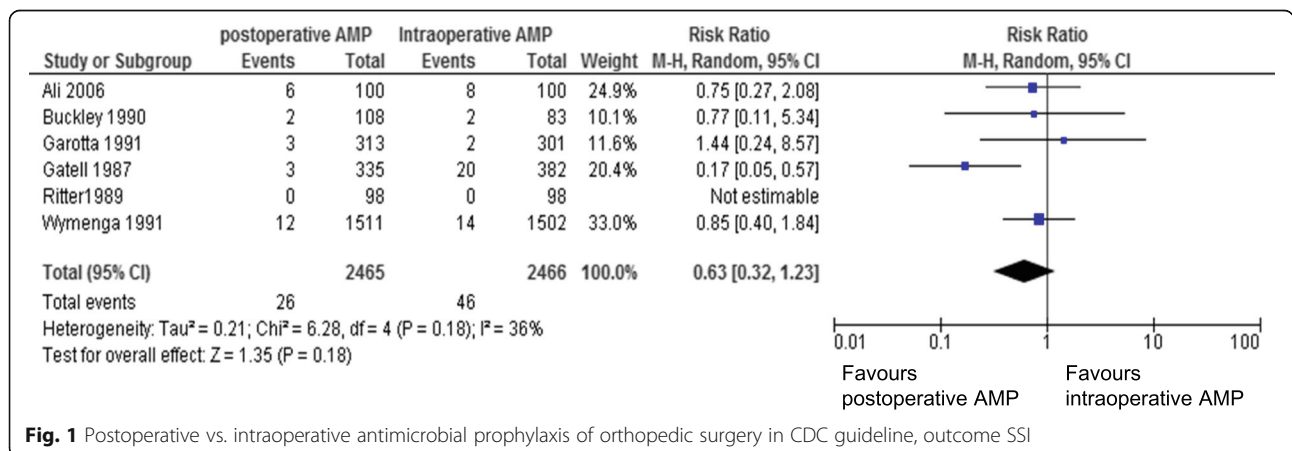 postoperative AMP Intraoperative AMP Risk Ratio Risk Ratio
Study or Subgroup Events Total Events Total Weight M-H, Random, 95% CI M-H, Random, 95% CI
Ali 2006 6 100 8 100 24.9% 0.75 [0.27, 2.08]
Buckley 1990 2 108 2 83 10.1% 0.77 [0.11, 5.34]
Garotta 1991 3 313 2 301 11.6% 1.44 [0.24, 8.57]
Gatell 1987 3 335 20 382 20.4% 0.17 [0.05, 0.57]
Ritter1989 0 98 0 98 Not estimable
Wymenga 1991 12 1511 14 1502 33.0% 0.85 [0.40, 1.84]
Total (95% CI) 2465 2466 100.0% 0.63 [0.32, 1.23]
Total events 26 46
Heterogeneity: Tau² = 0.21; Chi² = 6.28, df = 4 (P = 0.18); I² = 36%
Test for overall effect: Z = 1.35 (P = 0.18)
0.01 0.1 1 10 100
Favours postoperative AMP Favours intraoperative AMP
Fig. 1 Postoperative vs. intraoperative antimicrobial prophylaxis of orthopedic surgery in CDC guideline, outcome SSI